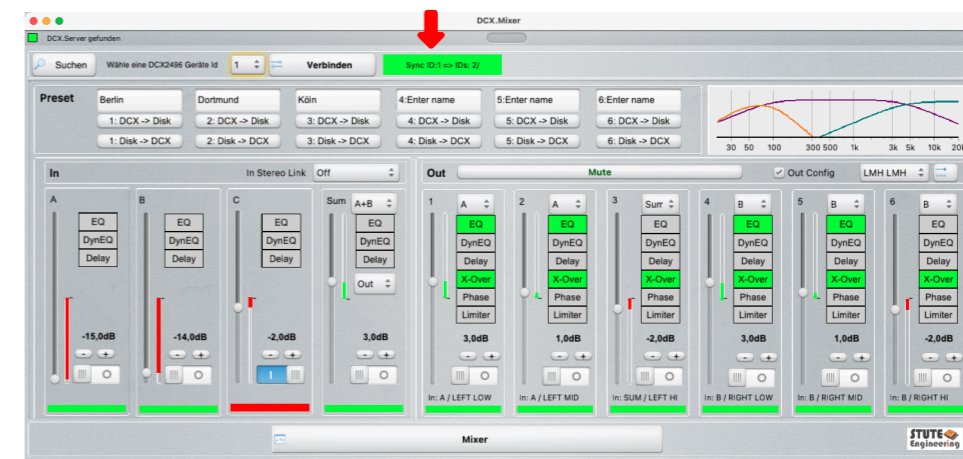 DCX.Mixer
DCX.Server gefunden
Suchen Wähle eine DCX2496 Geräte Id 1 Verbinden Sync ID:1 => IDs: 2/
Preset Berlin Dortmund Köln 4:Enter name 5:Enter name 6:Enter name
1: DCX -> Disk 2: DCX -> Disk 3: DCX -> Disk 4: DCX -> Disk 5: DCX -> Disk 6: DCX -> Disk
1: Disk -> DCX 2: Disk -> DCX 3: Disk -> DCX 4: Disk -> DCX 5: Disk -> DCX 6: Disk -> DCX
30 50 100 300 500 1k 3k 5k 10k 20k
In In Stereo Link Off Out Mute Out Config LMH LMH
A B C Sum A+B 1 A 2 A 3 Sum 4 B 5 B 6 B
EQ EQ EQ EQ EQ EQ EQ EQ EQ EQ
DynEQ DynEQ DynEQ DynEQ DynEQ DynEQ DynEQ DynEQ DynEQ DynEQ
Delay Delay Delay Delay Delay Delay Delay Delay Delay Delay
Out X-Over X-Over X-Over X-Over X-Over X-Over
Phase Phase Phase Phase Phase Phase
Limiter Limiter Limiter Limiter Limiter Limiter
-15,0dB -14,0dB -2,0dB 3,0dB 3,0dB 1,0dB -2,0dB 3,0dB 1,0dB -2,0dB
- + - + - + - + - + - + - + - + - + - +
In: A / LEFT LOW In: A / LEFT MID In: SUM / LEFT HI In: B / RIGHT LOW In: B / RIGHT MID In: B / RIGHT HI
Mixer
STUTE
Engineering